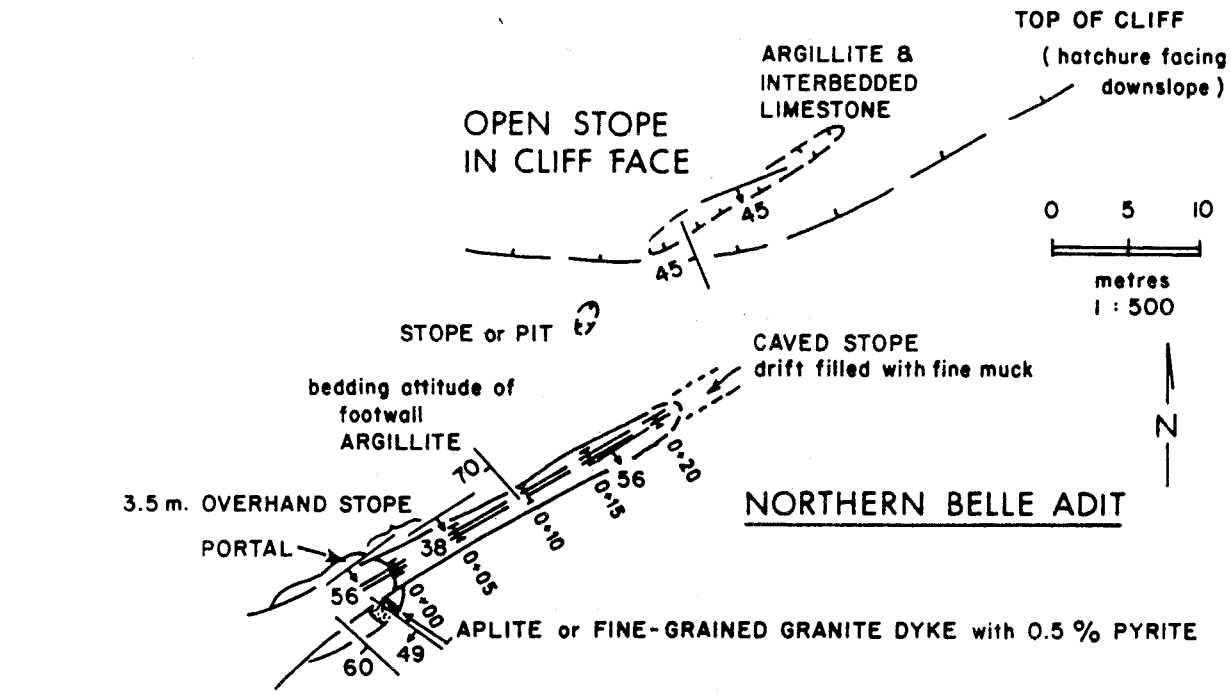 TOP OF CLIFF
(hatchure facing
downslope)
ARGILLITE &
INTERBEDDED
LIMESTONE
OPEN STOPE
IN CLIFF FACE
45
45
0 5 10
metres
1 : 500
STOPE or PIT
CAVED STOPE
drift filled with fine muck
bedding attitude of
footwall
ARGILLITE
70
N
56
0+20
0+15
0+10
0+05
0+00
3.5 m. OVERHAND STOPE
NORTHERN BELLE ADIT
38
PORTAL
56
APLITE or FINE-GRAINED GRANITE DYKE with 0.5 % PYRITE
49
60